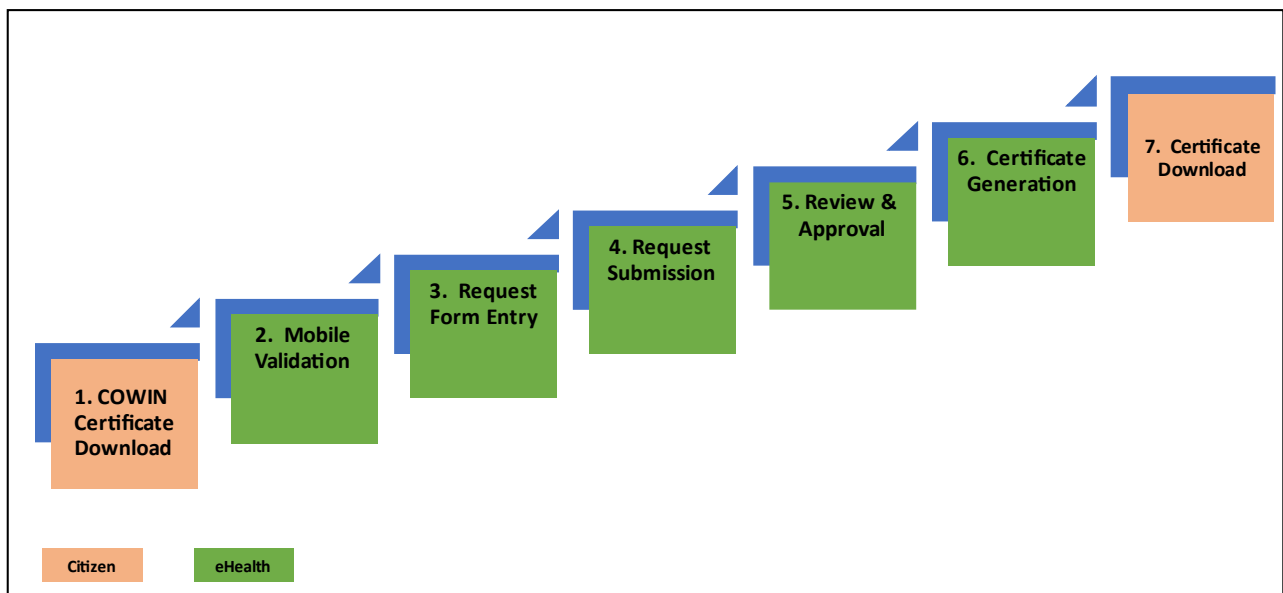 1. COWIN
Certificate
Download
2. Mobile
Validation
3. Request
Form Entry
4. Request
Submission
5. Review &
Approval
6. Certificate
Generation
7. Certificate
Download
Citizen
eHealth